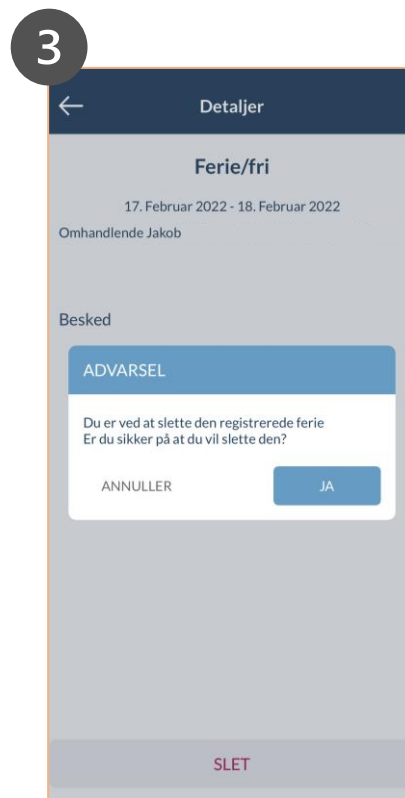 3
Detaljer
Ferie/fri
17. Februar 2022 - 18. Februar 2022
Omhandlende Jakob
Besked
ADVARSEL
Du er ved at slette den registrerede ferie
Er du sikker på at du vil slette den?
ANNULLER JA
SLET